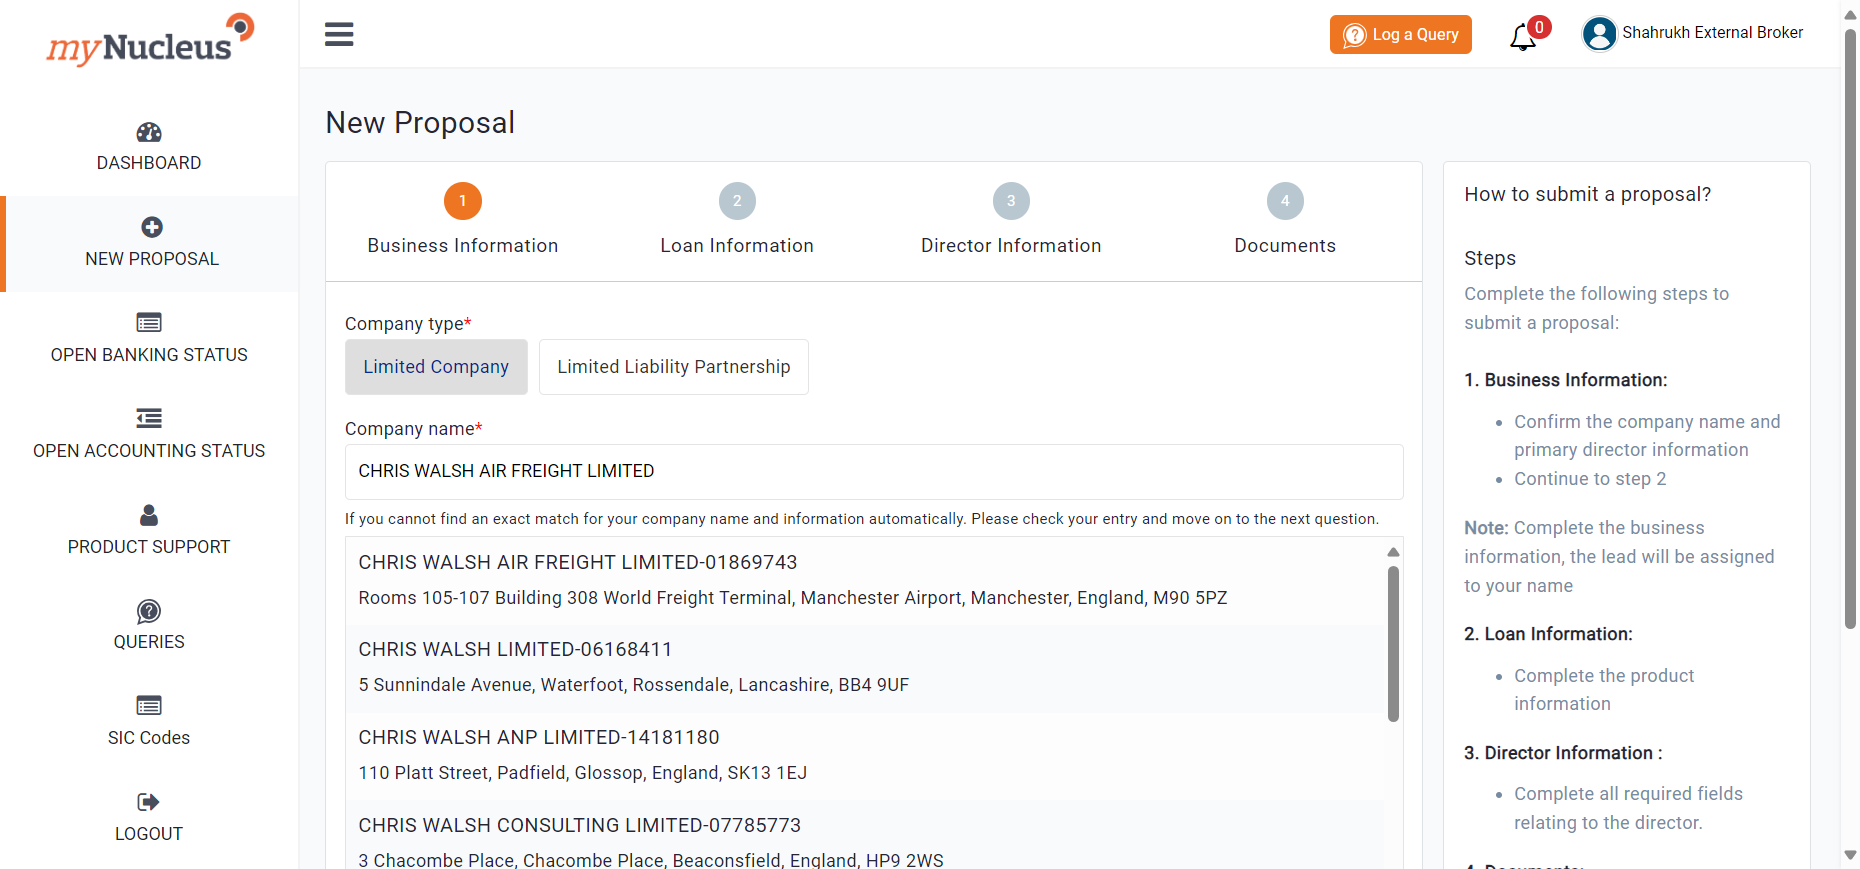 myNucleus
DASHBOARD
NEW PROPOSAL
OPEN BANKING STATUS
OPEN ACCOUNTING STATUS
PRODUCT SUPPORT
QUERIES
SIC Codes
LOGOUT
Log a Query
0
Shahrukh External Broker
New Proposal
1
Business Information
2
Loan Information
3
Director Information
4
Documents
Company type*
Limited Company
Limited Liability Partnership
Company name*
CHRIS WALSH AIR FREIGHT LIMITED
If you cannot find an exact match for your company name and information automatically. Please check your entry and move on to the next question.
CHRIS WALSH AIR FREIGHT LIMITED-01869743
Rooms 105-107 Building 308 World Freight Terminal, Manchester Airport, Manchester, England, M90 5PZ
CHRIS WALSH LIMITED-06168411
5 Sunnindale Avenue, Waterfoot, Rossendale, Lancashire, BB4 9UF
CHRIS WALSH ANP LIMITED-14181180
110 Platt Street, Padfield, Glossop, England, SK13 1EJ
CHRIS WALSH CONSULTING LIMITED-07785773
3 Chacombe Place, Chacombe Place, Beaconsfield, England, HP9 2WS
How to submit a proposal?
Steps
Complete the following steps to
submit a proposal:
1. Business Information:
• Confirm the company name and
primary director information
• Continue to step 2
Note: Complete the business
information, the lead will be assigned
to your name
2. Loan Information:
• Complete the product
information
3. Director Information :
• Complete all required fields
relating to the director.
4. Documents: